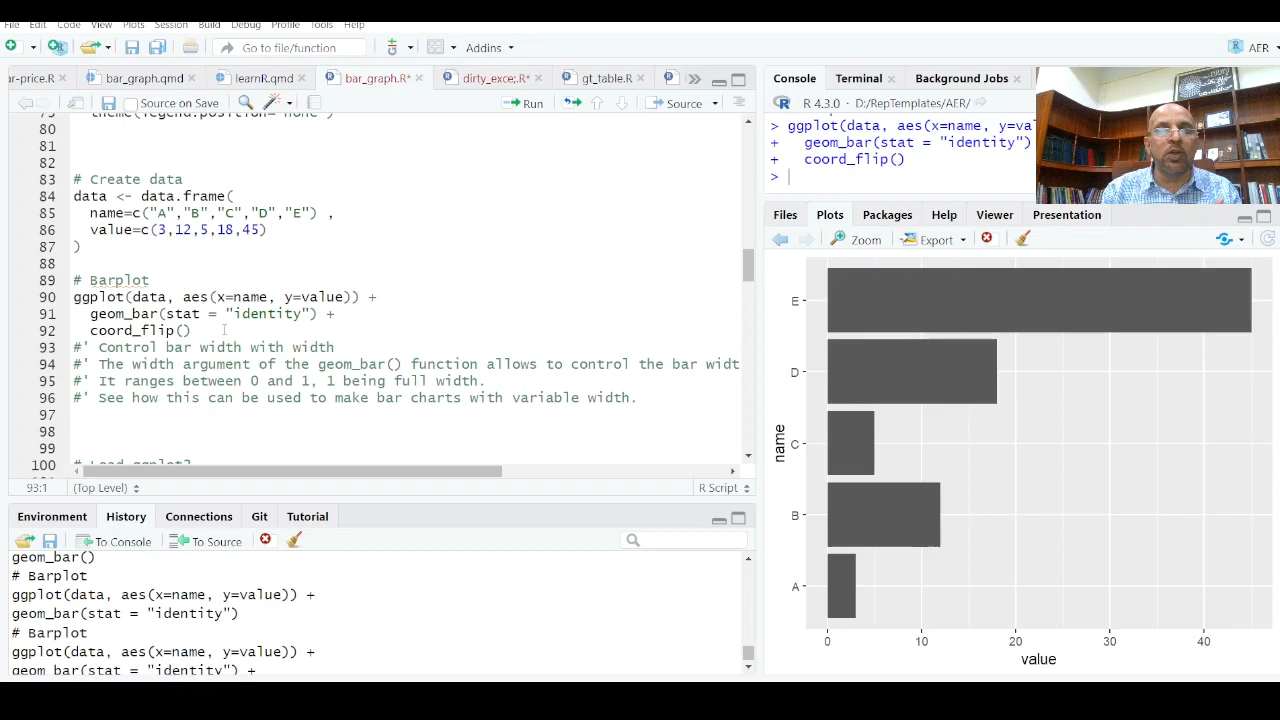 File Edit Code View Plots Session Build Debug Profile Tools Help
Go to file/function Addins AER
ar-price.R bar_graph.qmd learnR.qmd bar_graph.R* dirty_exce;.R* gt_table.R
Source on Save Run Source
80 theme(legend.position="none")
81
82
83 # Create data
84 data <- data.frame(
85 name=c("A","B","C","D","E") ,
86 value=c(3,12,5,18,45)
87 )
88
89 # Barplot
90 ggplot(data, aes(x=name, y=value)) +
91 geom_bar(stat = "identity") +
92 coord_flip()
93 #' Control bar width with width
94 #' The width argument of the geom_bar() function allows to control the bar widt
95 #' It ranges between 0 and 1, 1 being full width.
96 #' See how this can be used to make bar charts with variable width.
97
98
99
100 # Load ggplot2
93:1 (Top Level) R Script
Environment History Connections Git Tutorial
To Console To Source
geom_bar()
# Barplot
ggplot(data, aes(x=name, y=value)) +
geom_bar(stat = "identity")
# Barplot
ggplot(data, aes(x=name, y=value)) +
geom_bar(stat = "identity") +
Console Terminal Background Jobs
R 4.3.0 · D:/RepTemplates/AER/
> ggplot(data, aes(x=name, y=val
+ geom_bar(stat = "identity")
+ coord_flip()
>
Files Plots Packages Help Viewer Presentation
Zoom Export
E
D
C
B
A
name
0 10 20 30 40
value